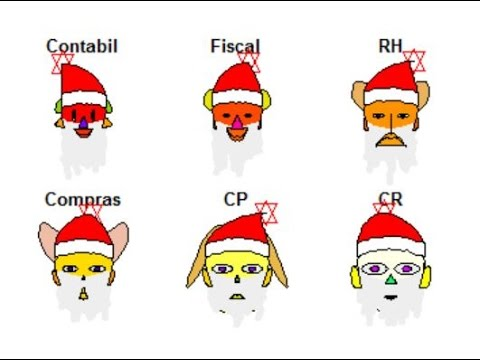 Contabil Fiscal RH
Compras CP CR